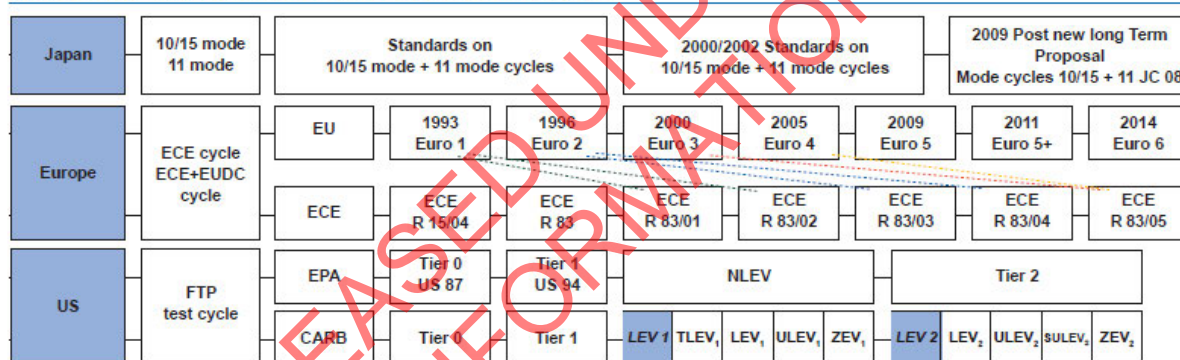 Japan
10/15 mode
11 mode
Standards on
10/15 mode + 11 mode cycles
2000/2002 Standards on
10/15 mode + 11 mode cycles
2009 Post new long Term
Proposal
Mode cycles 10/15 + 11 JC 08
Europe
ECE cycle
ECE+EUDC
cycle
EU
1993
Euro 1
1996
Euro 2
2000
Euro 3
2005
Euro 4
2009
Euro 5
2011
Euro 5+
2014
Euro 6
ECE
ECE
R 15/04
ECE
R 83
ECE
R 83/01
ECE
R 83/02
ECE
R 83/03
ECE
R 83/04
ECE
R 83/05
US
FTP
test cycle
EPA
Tier 0
US 87
Tier 1
US 94
NLEV
Tier 2
CARB
Tier 0
Tier 1
LEV 1
TLEV₁
LEV₁
ULEV₁
ZEV₁
LEV 2
LEV₂
ULEV₂
SULEV₂
ZEV₂
EASED UND
INFORMATION